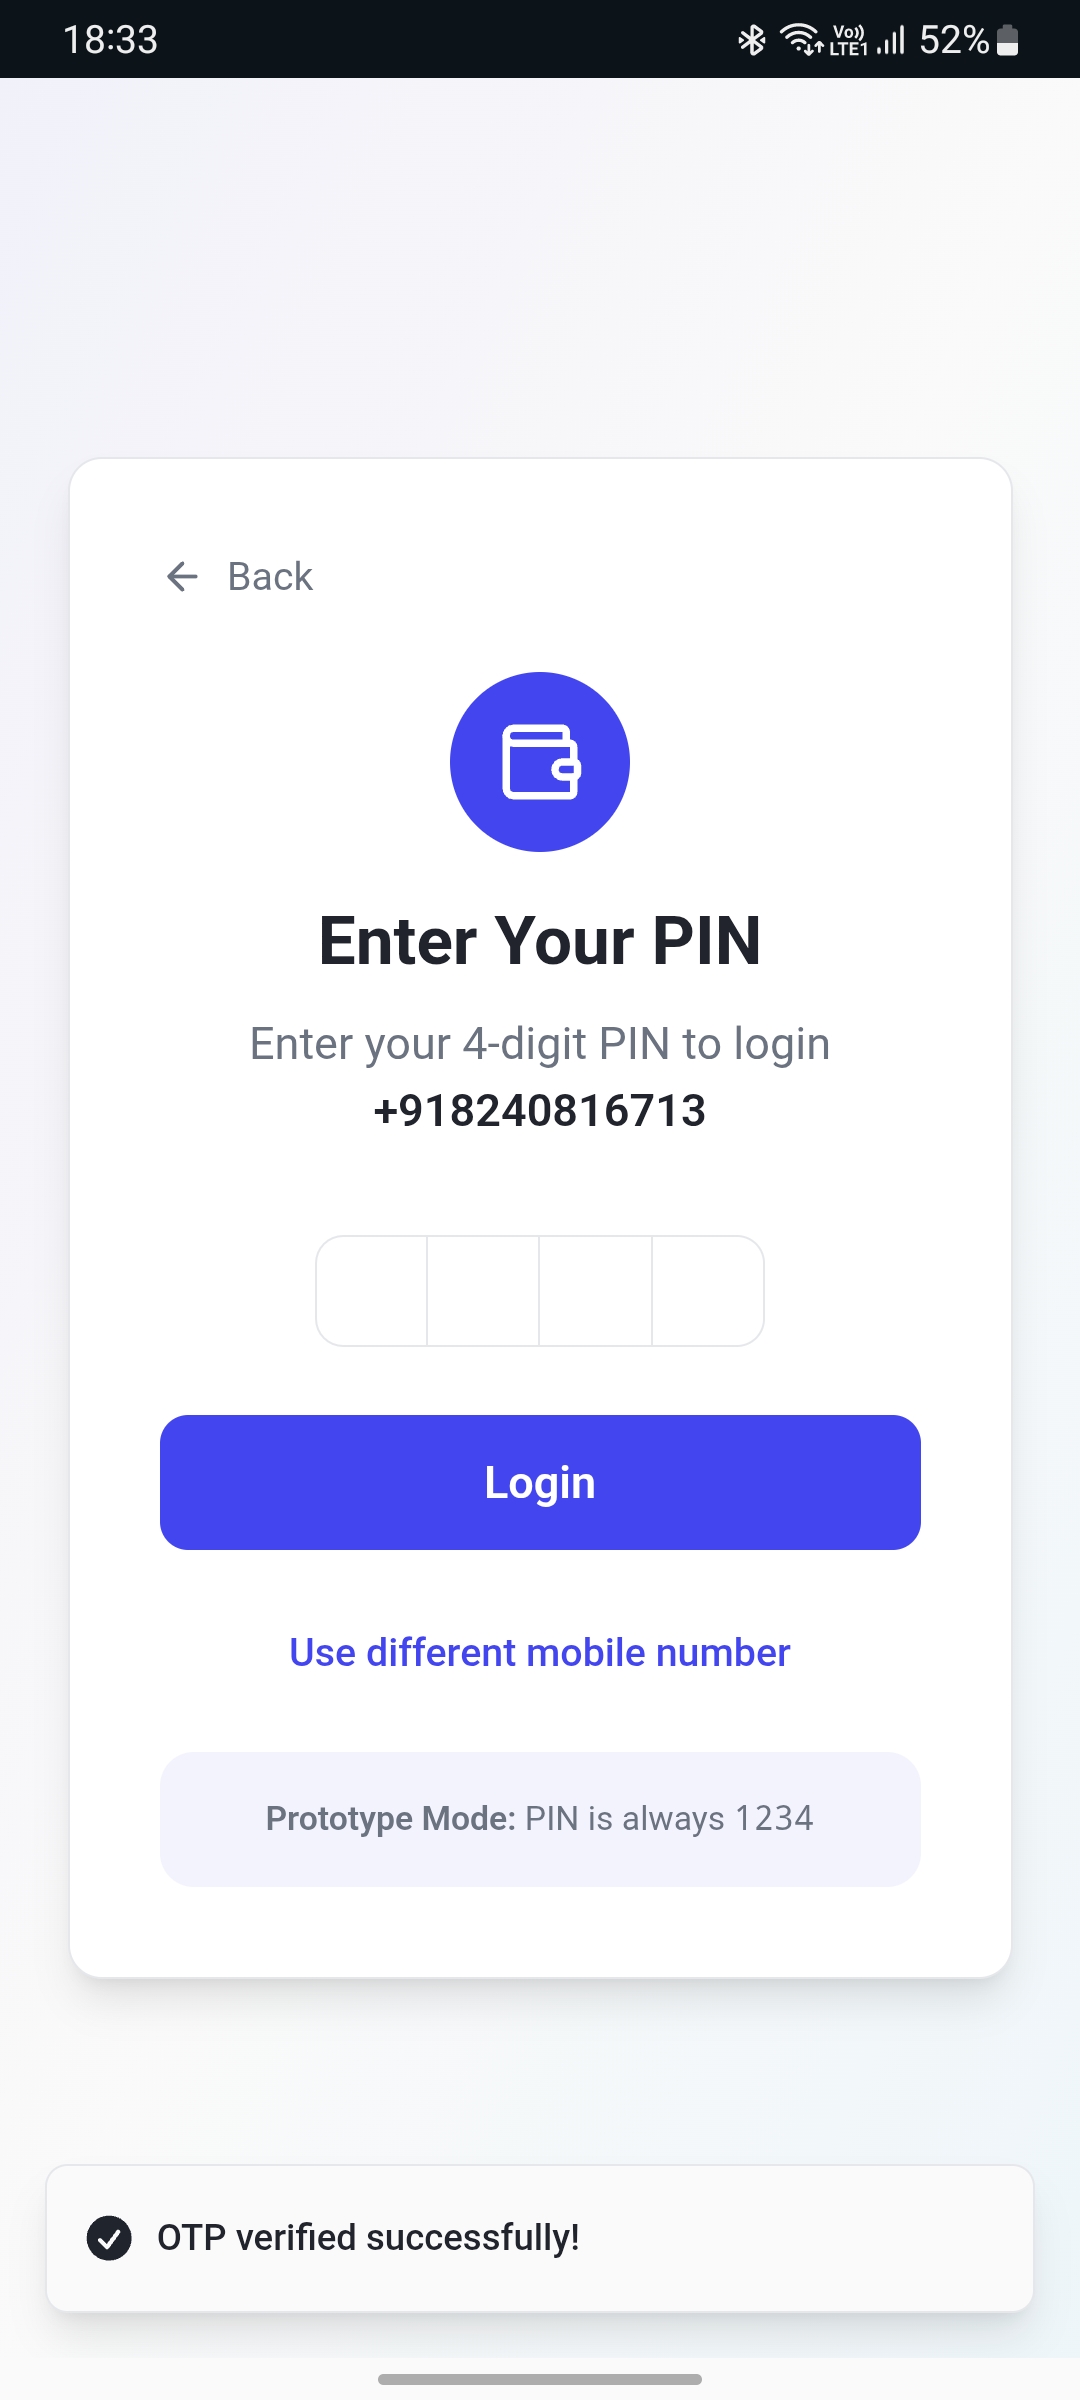 18:33
Vo)) LTE1 52%
Back
Enter Your PIN
Enter your 4-digit PIN to login
+918240816713
Login
Use different mobile number
Prototype Mode: PIN is always 1234
OTP verified successfully!